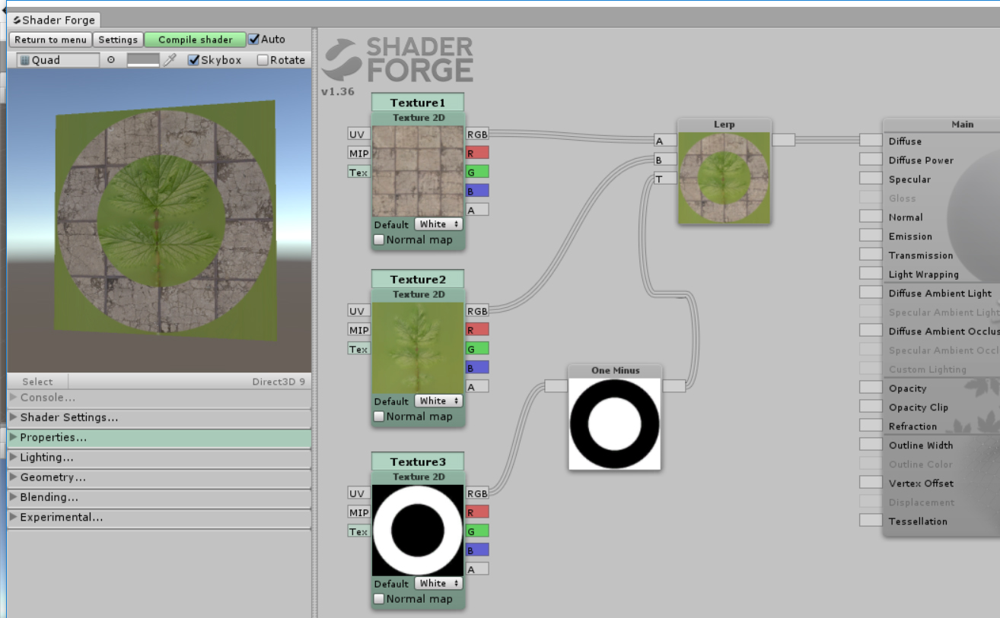 Shader Forge
Return to menu Settings Compile shader Auto
Quad Skybox Rotate
Select Direct3D 9
Console...
Shader Settings...
Properties...
Lighting...
Geometry...
Blending...
Experimental...
SHADER
FORGE
v1.36
Texture1
Texture 2D
UV RGB
MIP R
Tex G
B
A
Default White
Normal map
Texture2
Texture 2D
UV RGB
MIP R
Tex G
B
A
Default White
Normal map
Texture3
Texture 2D
UV RGB
MIP R
Tex G
B
A
Default White
Normal map
One Minus
Lerp
A
B
T
Main
Diffuse
Diffuse Power
Specular
Gloss
Normal
Emission
Transmission
Light Wrapping
Diffuse Ambient Light
Specular Ambient Light
Diffuse Ambient Occlus
Specular Ambient Occl
Custom Lighting
Opacity
Opacity Clip
Refraction
Outline Width
Outline Color
Vertex Offset
Displacement
Tessellation